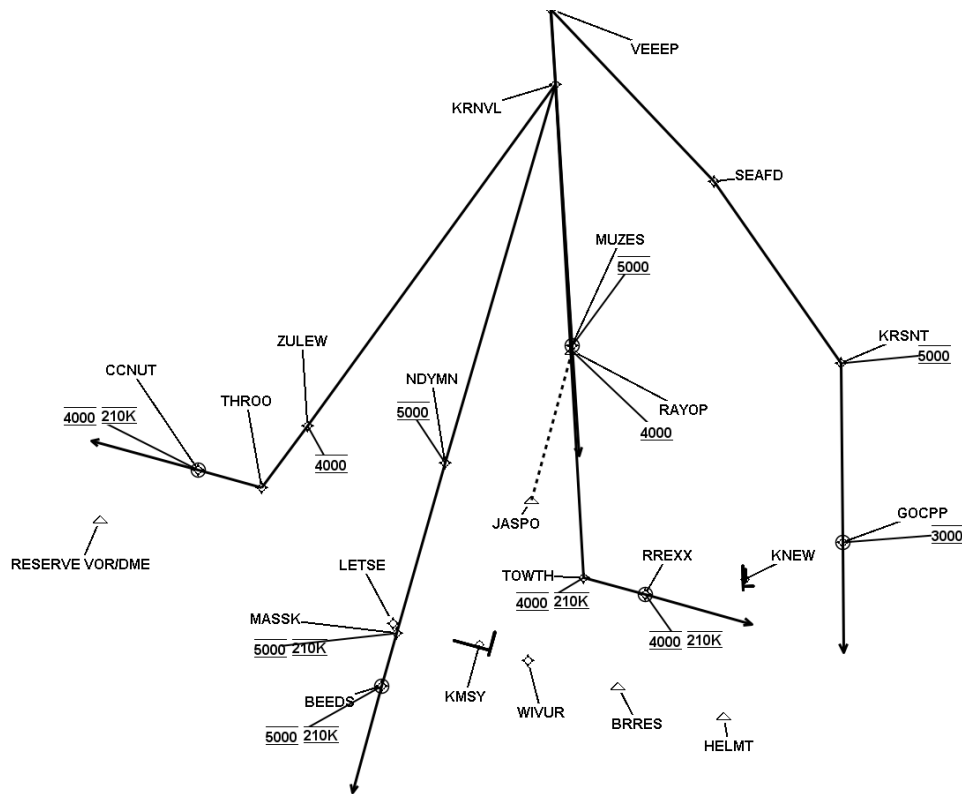 VEEEP
KRNVL
SEAFD
MUZES
5000
ZULEW
KRSNT
5000
CCNUT
NDYMN
THROO
RAYOP
4000 210K
5000
4000
4000
GOCPP
JASPO
3000
RESERVE VOR/DME
LETSE
RREXX
KNEW
TOWTH
4000 210K
MASSK
4000 210K
5000 210K
BEEDS
KMSY
WIVUR
BRRES
5000 210K
HELMT